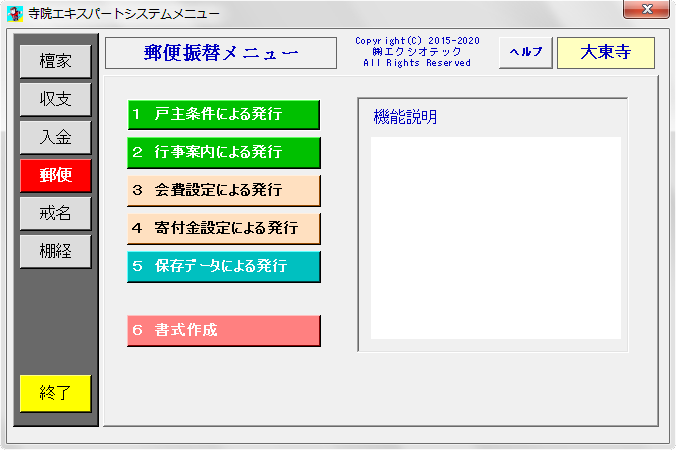 寺院エキスパートシステムメニュー
檀家
収支
入金
郵便
戒名
棚経
終了
郵便振替メニュー
Copyright(C) 2015-2020
㈱エクシオテック
All Rights Reserved
ヘルプ
大東寺
1 戸主条件による発行
2 行事案内による発行
3 会費設定による発行
4 寄付金設定による発行
5 保存データによる発行
6 書式作成
機能説明